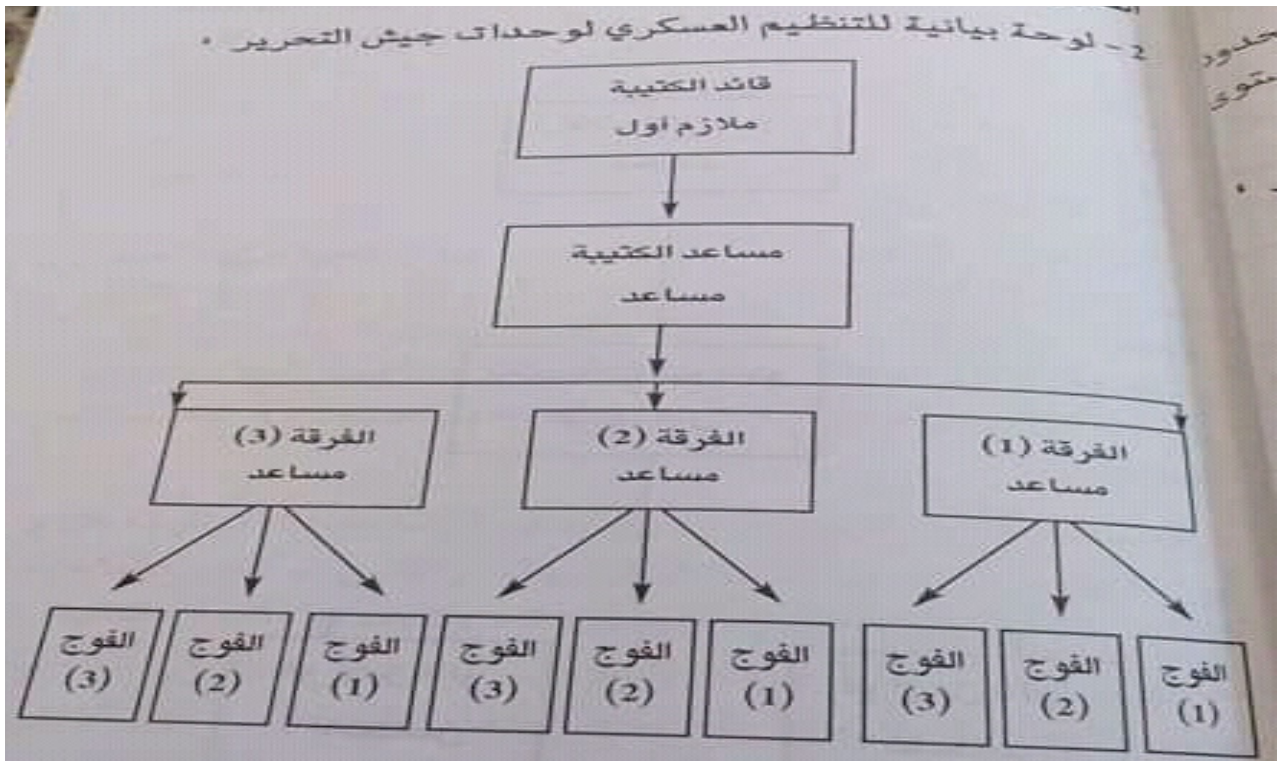 2 - لوحة بيانية للتنظيم العسكري لوحدات جيش التحرير .
قائد الكتيبة
ملازم أول
مساعد الكتيبة
مساعد
الفرقة (1)
مساعد
الفرقة (2)
مساعد
الفرقة (3)
مساعد
الفوج
(1)
الفوج
(2)
الفوج
(3)
الفوج
(1)
الفوج
(2)
الفوج
(3)
الفوج
(1)
الفوج
(2)
الفوج
(3)